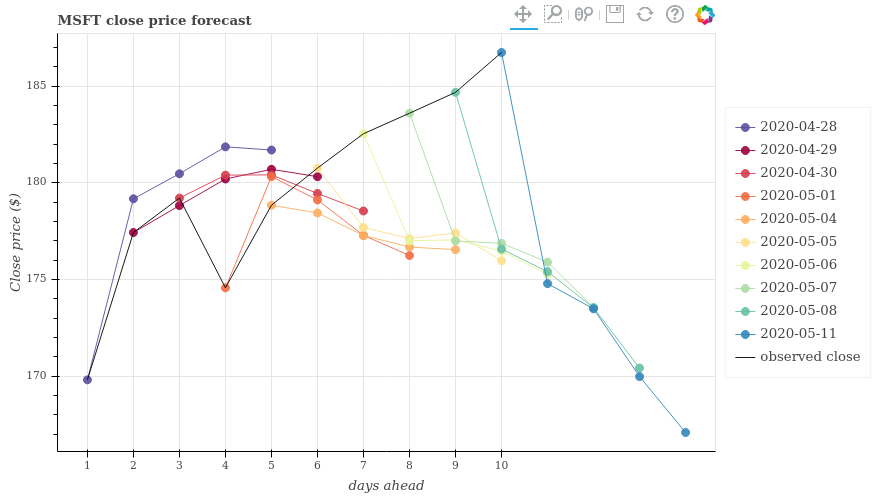 MSFT close price forecast
Close price ($)
185
180
175
170
1 2 3 4 5 6 7 8 9 10
days ahead
2020-04-28
2020-04-29
2020-04-30
2020-05-01
2020-05-04
2020-05-05
2020-05-06
2020-05-07
2020-05-08
2020-05-11
observed close